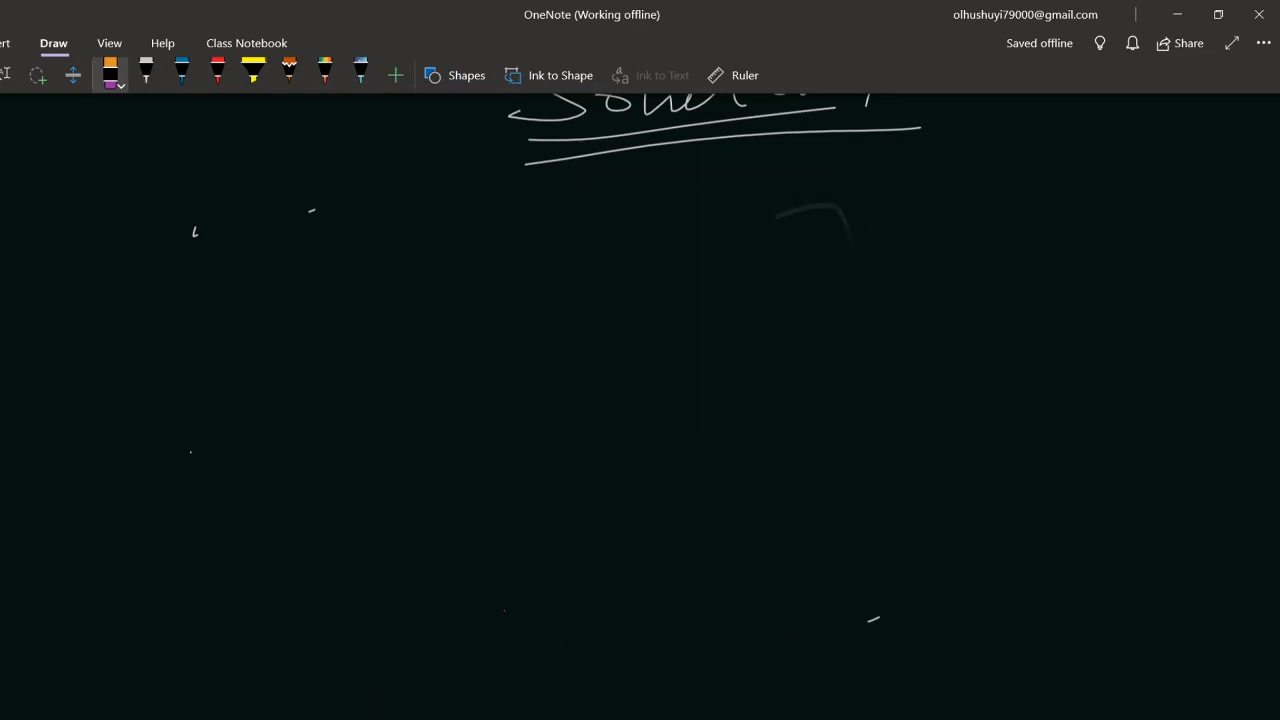 OneNote (Working offline)
olhushuyi79000@gmail.com
ert Draw View Help Class Notebook
Saved offline Share
Shapes Ink to Shape Ink to Text Ruler